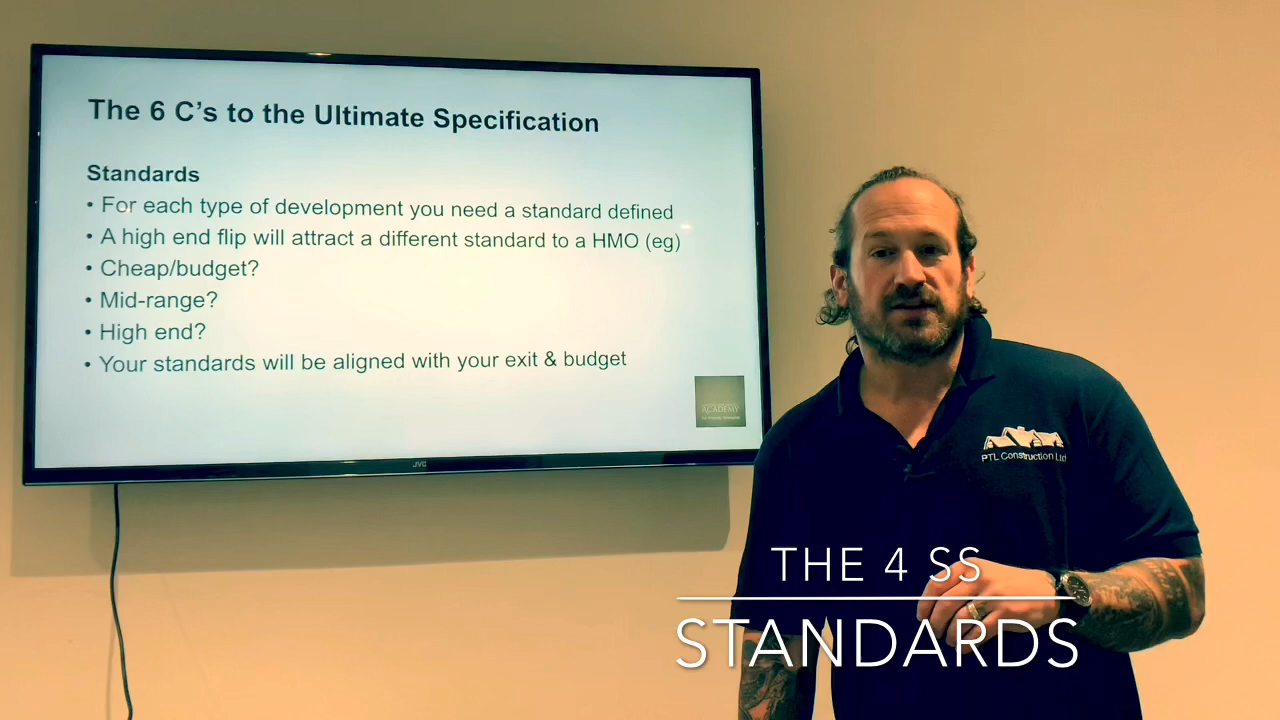 The 6 C's to the Ultimate Specification
Standards
• For each type of development you need a standard defined
• A high end flip will attract a different standard to a HMO (eg)
• Cheap/budget?
• Mid-range?
• High end?
• Your standards will be aligned with your exit & budget
ACADEMY
JVC
PTL Construction Ltd
THE 4 SS
STANDARDS